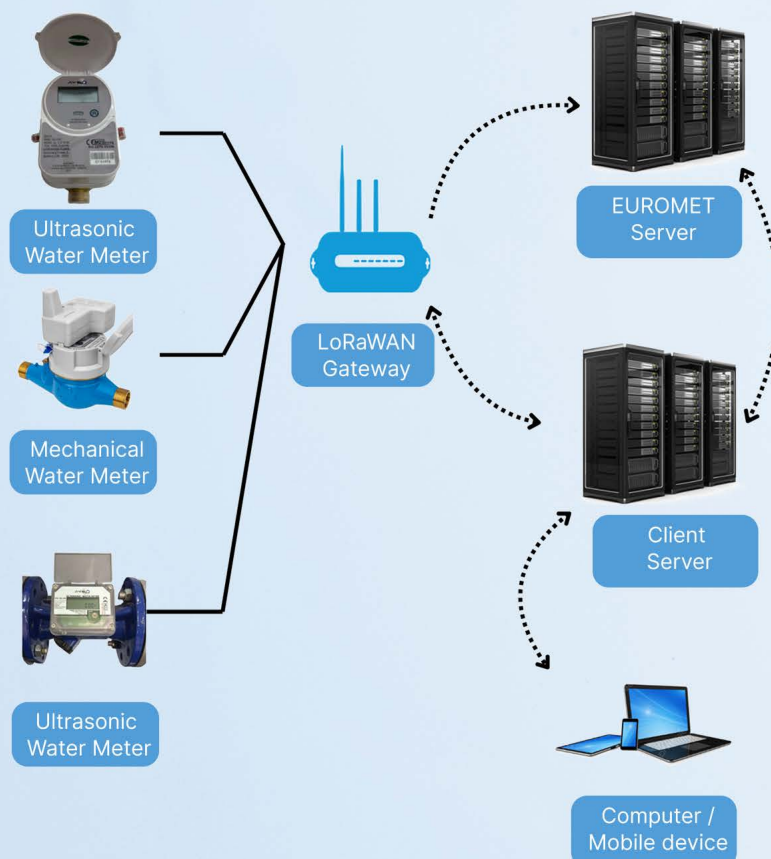 Ultrasonic
Water Meter
Mechanical
Water Meter
Ultrasonic
Water Meter
LoRaWAN
Gateway
EUROMET
Server
Client
Server
Computer /
Mobile device